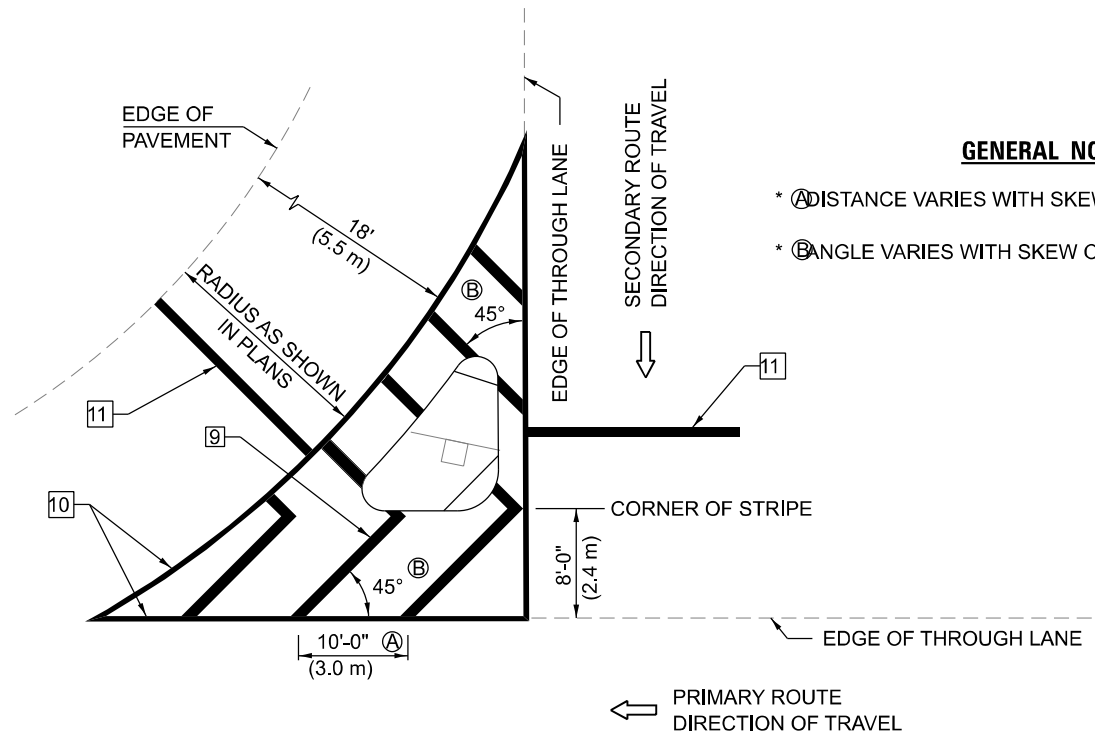 EDGE OF
PAVEMENT
18'
(5.5 m)
RADIUS AS SHOWN
IN PLANS
EDGE OF THROUGH LANE
SECONDARY ROUTE
DIRECTION OF TRAVEL
GENERAL NO
* Ⓐ DISTANCE VARIES WITH SKEW
* Ⓑ ANGLE VARIES WITH SKEW O
Ⓑ
45°
11
11
9
10
CORNER OF STRIPE
8'-0"
(2.4 m)
45° Ⓑ
10'-0" Ⓐ
(3.0 m)
EDGE OF THROUGH LANE
PRIMARY ROUTE
DIRECTION OF TRAVEL